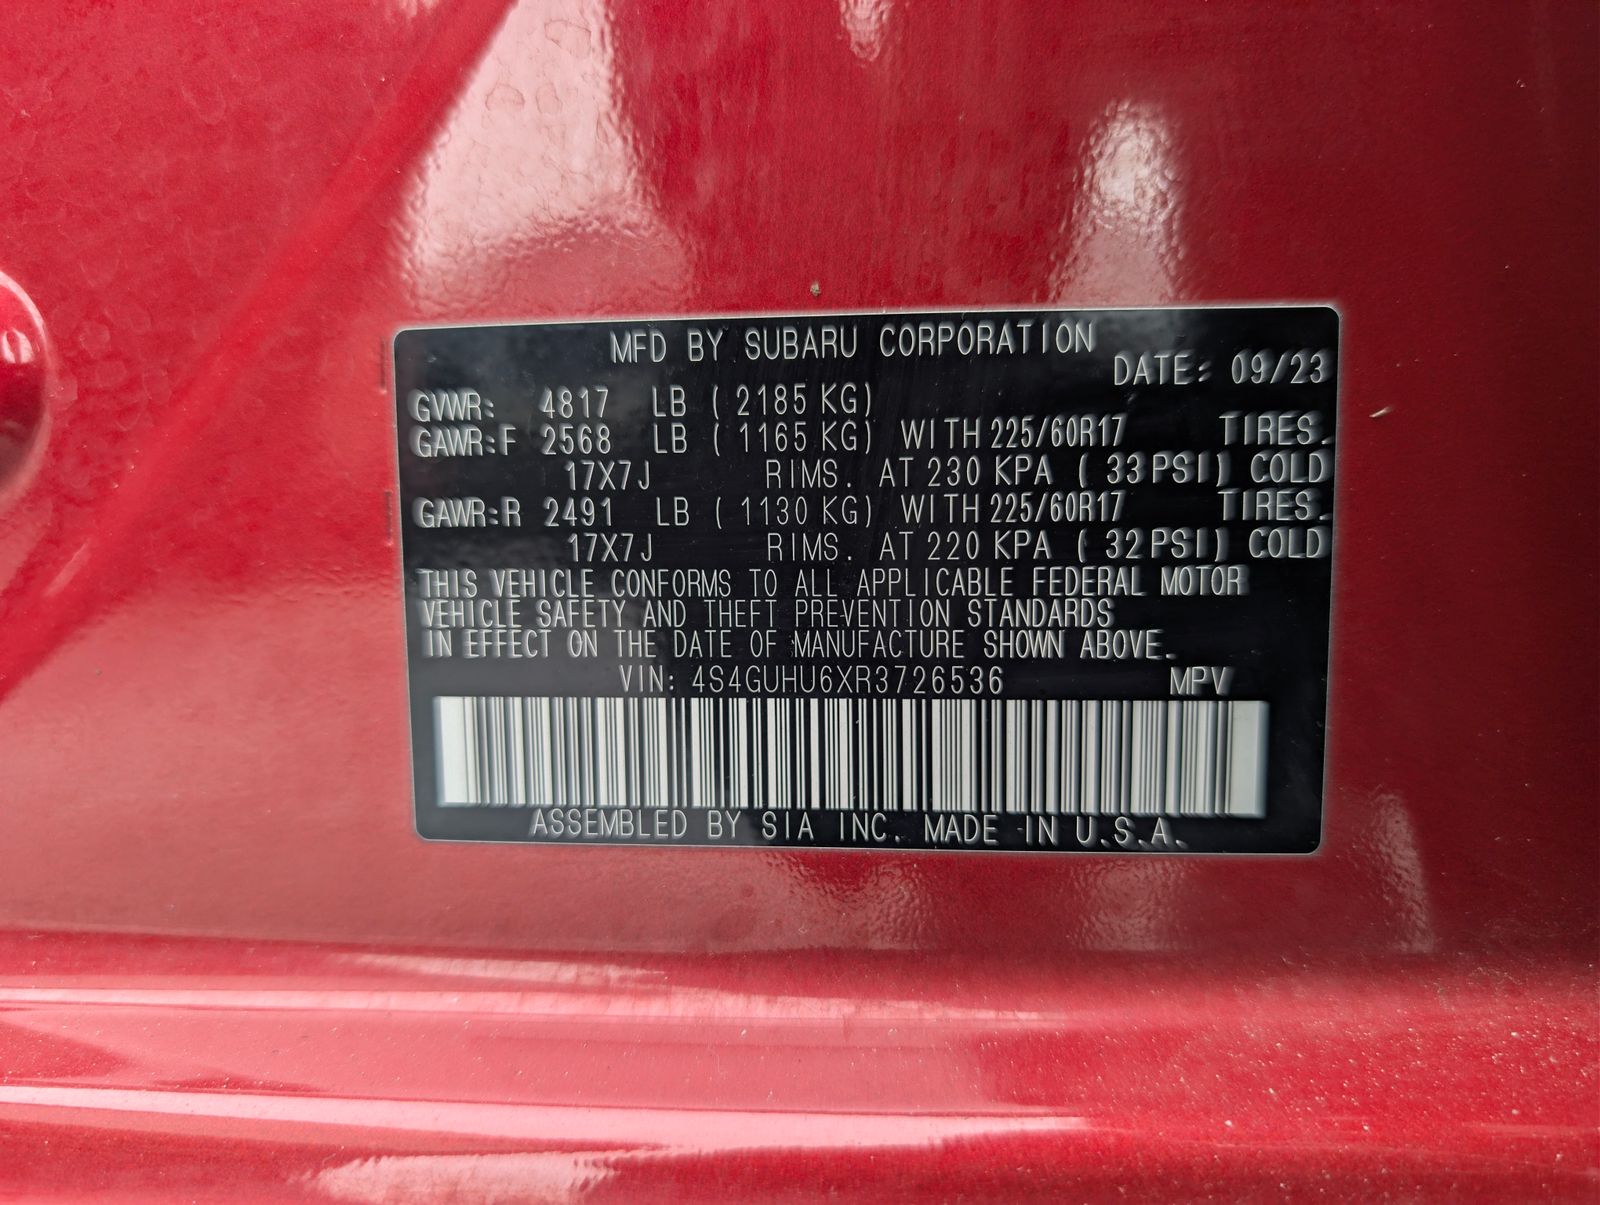 MFD BY SUBARU CORPORATION
DATE: 09/23
GVWR: 4817 LB ( 2185 KG)
GAWR:F 2568 LB ( 1165 KG) WITH 225/60R17 TIRES.
17X7J RIMS. AT 230 KPA ( 33 PSI) COLD
GAWR:R 2491 LB ( 1130 KG) WITH 225/60R17 TIRES.
17X7J RIMS. AT 220 KPA ( 32 PSI) COLD
THIS VEHICLE CONFORMS TO ALL APPLICABLE FEDERAL MOTOR
VEHICLE SAFETY AND THEFT PREVENTION STANDARDS
IN EFFECT ON THE DATE OF MANUFACTURE SHOWN ABOVE.
VIN: 4S4GUHU6XR3726536 MPV
ASSEMBLED BY SIA INC. MADE IN U.S.A.